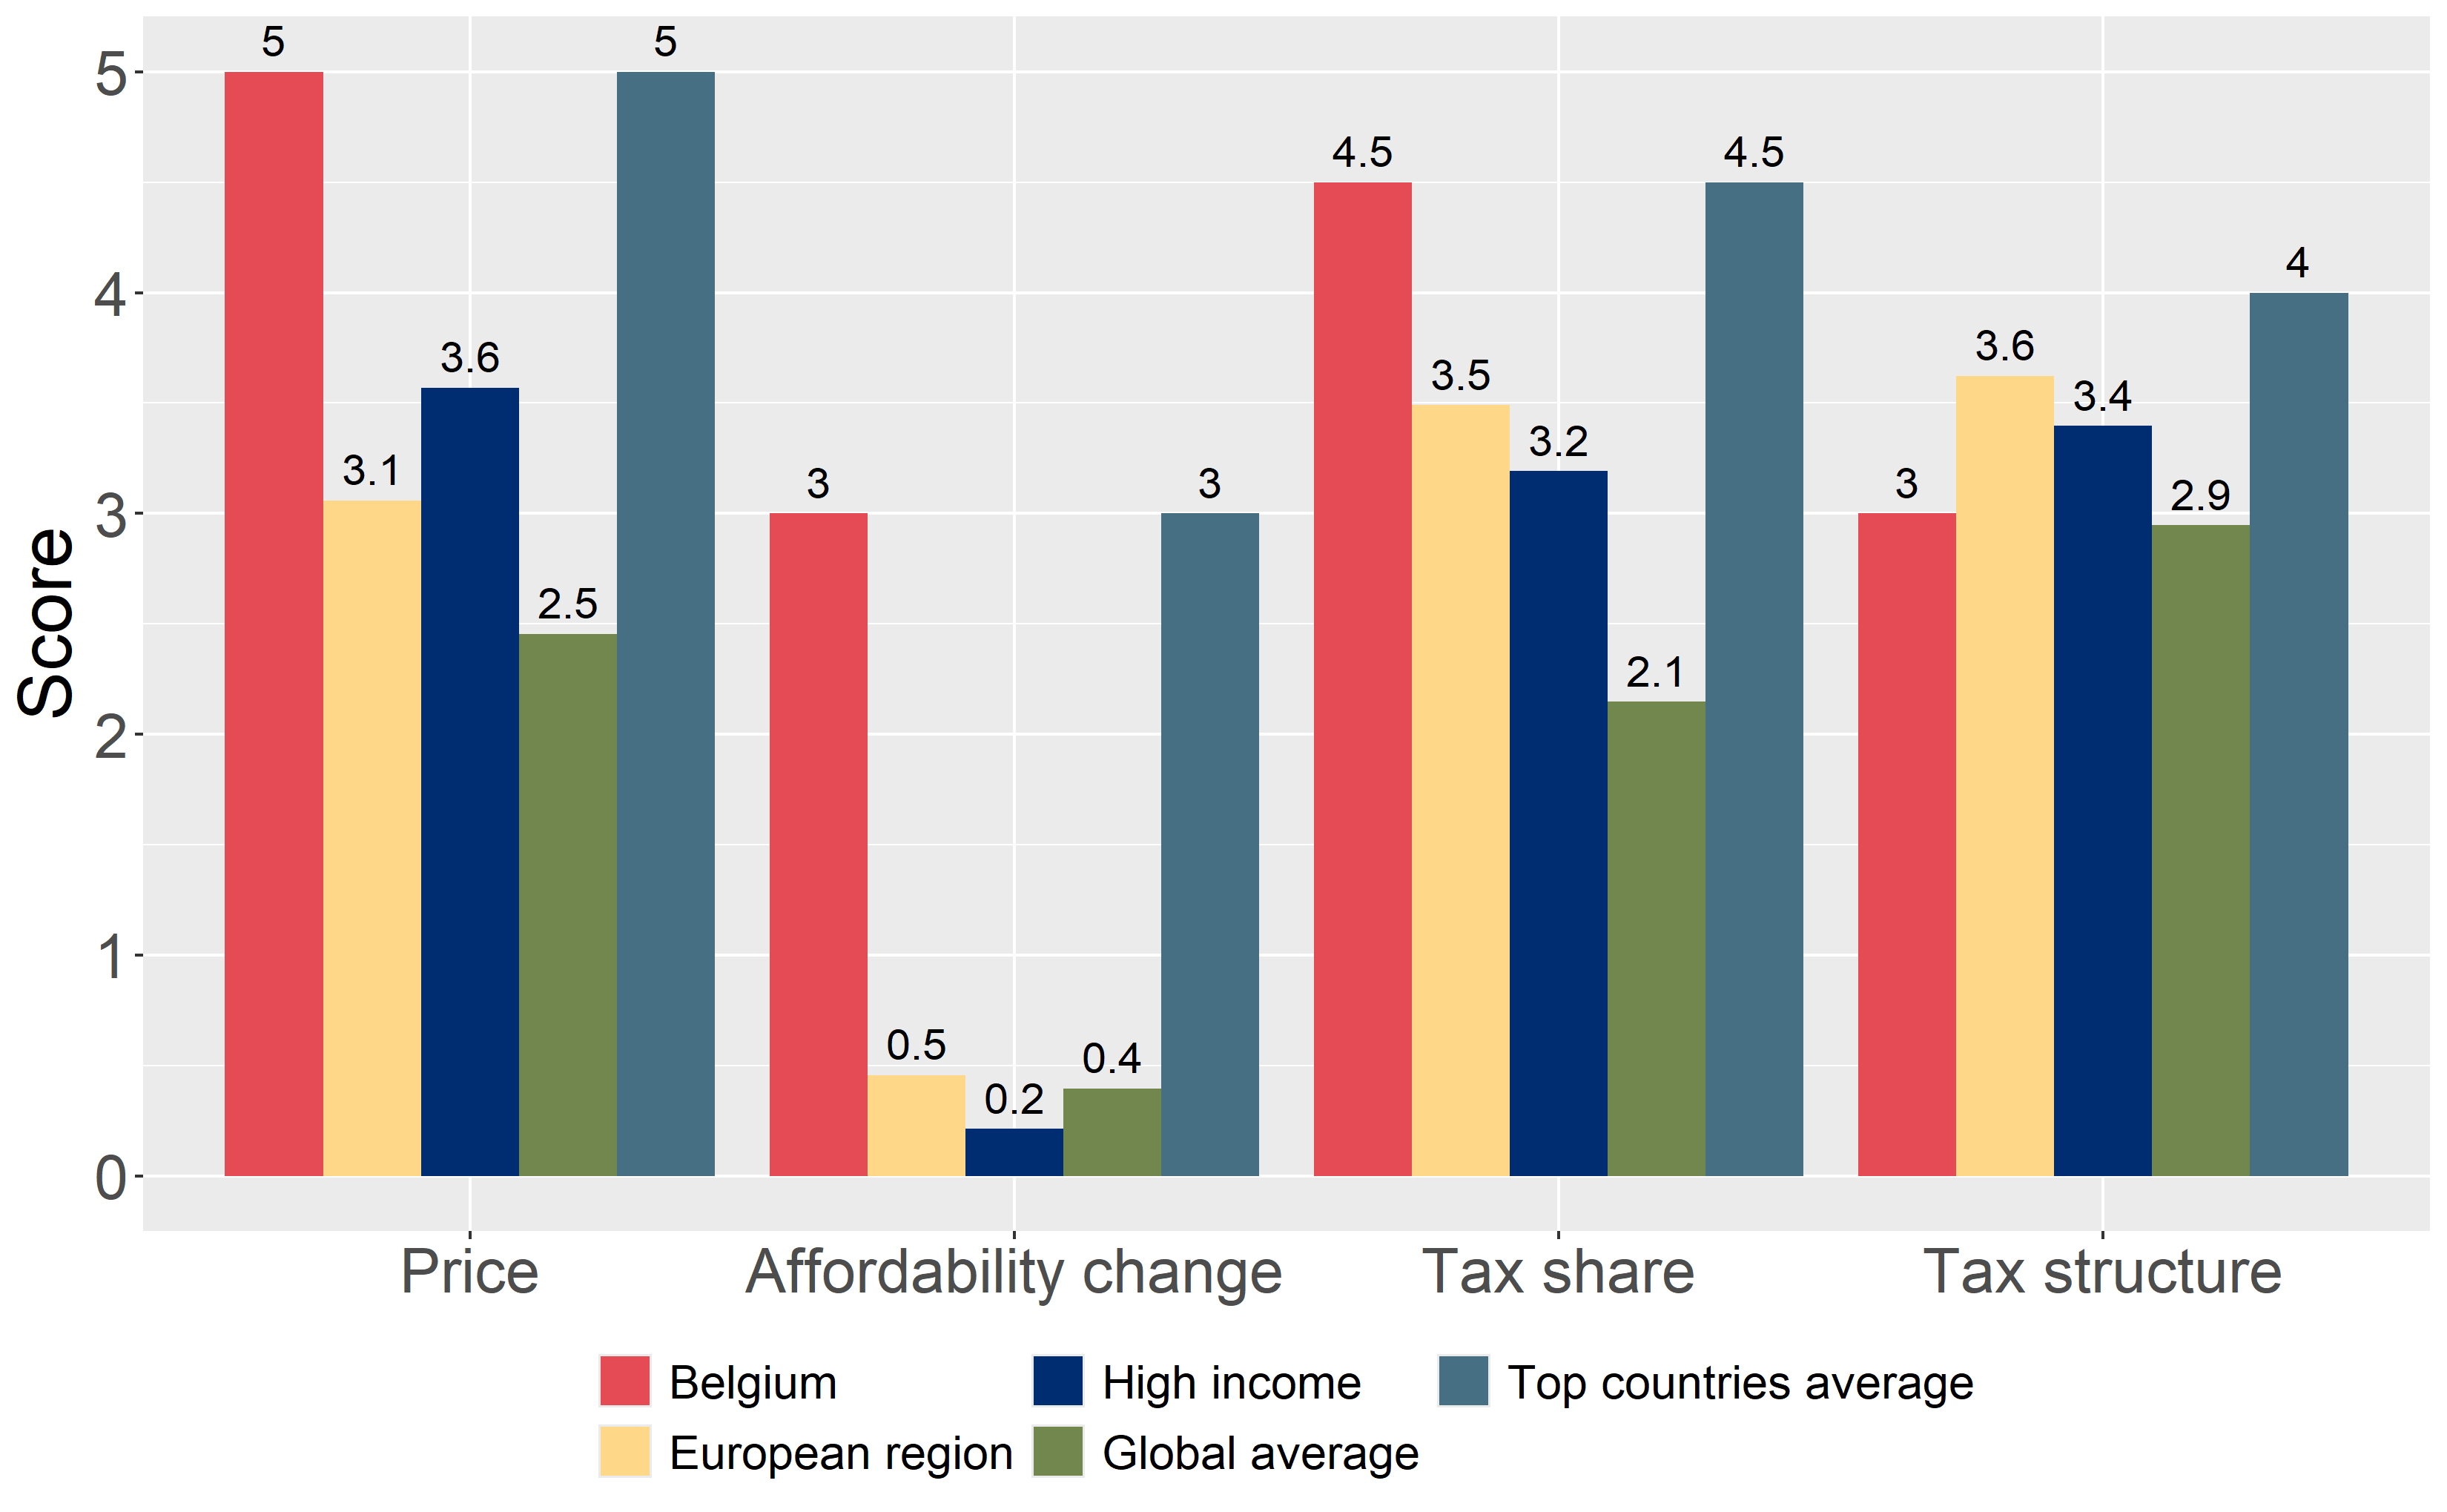 Score
5
4
3
2
1
0
5
3.1
3.6
2.5
5
3
0.5
0.2
0.4
3
4.5
3.5
3.2
2.1
4.5
3
3.6
3.4
2.9
4
Price
Affordability change
Tax share
Tax structure
Belgium
High income
Top countries average
European region
Global average